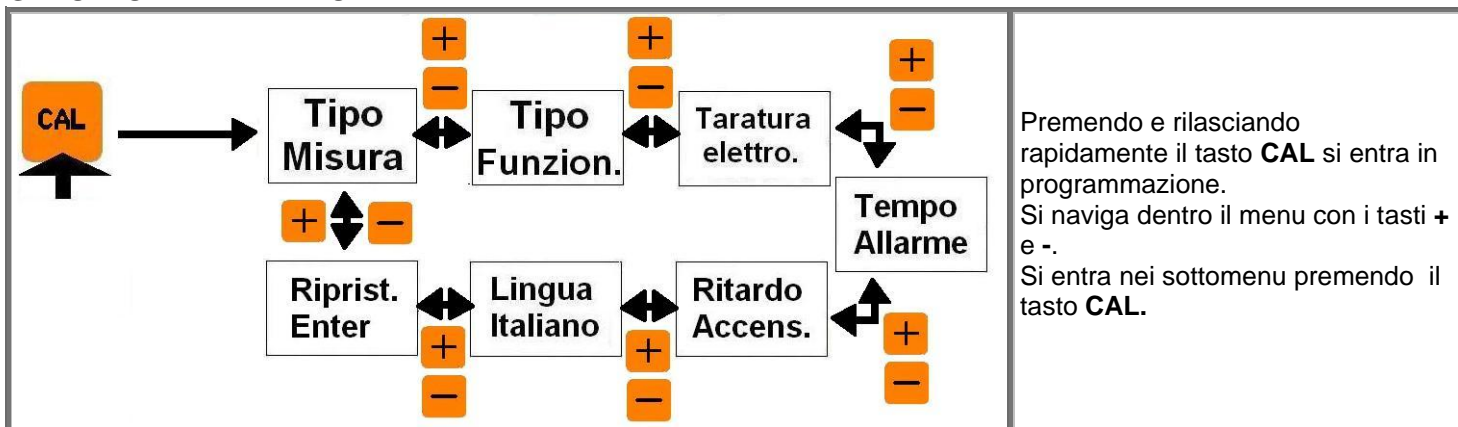 CAL
Tipo
Misura
+
-
Tipo
Funzion.
+
-
Taratura
elettro.
+
-
Tempo
Allarme
+
-
Ritardo
Accens.
+
-
Lingua
Italiano
+
-
Riprist.
Enter
+
-
Premendo e rilasciando
rapidamente il tasto CAL si entra in
programmazione.
Si naviga dentro il menu con i tasti +
e -.
Si entra nei sottomenu premendo il
tasto CAL.